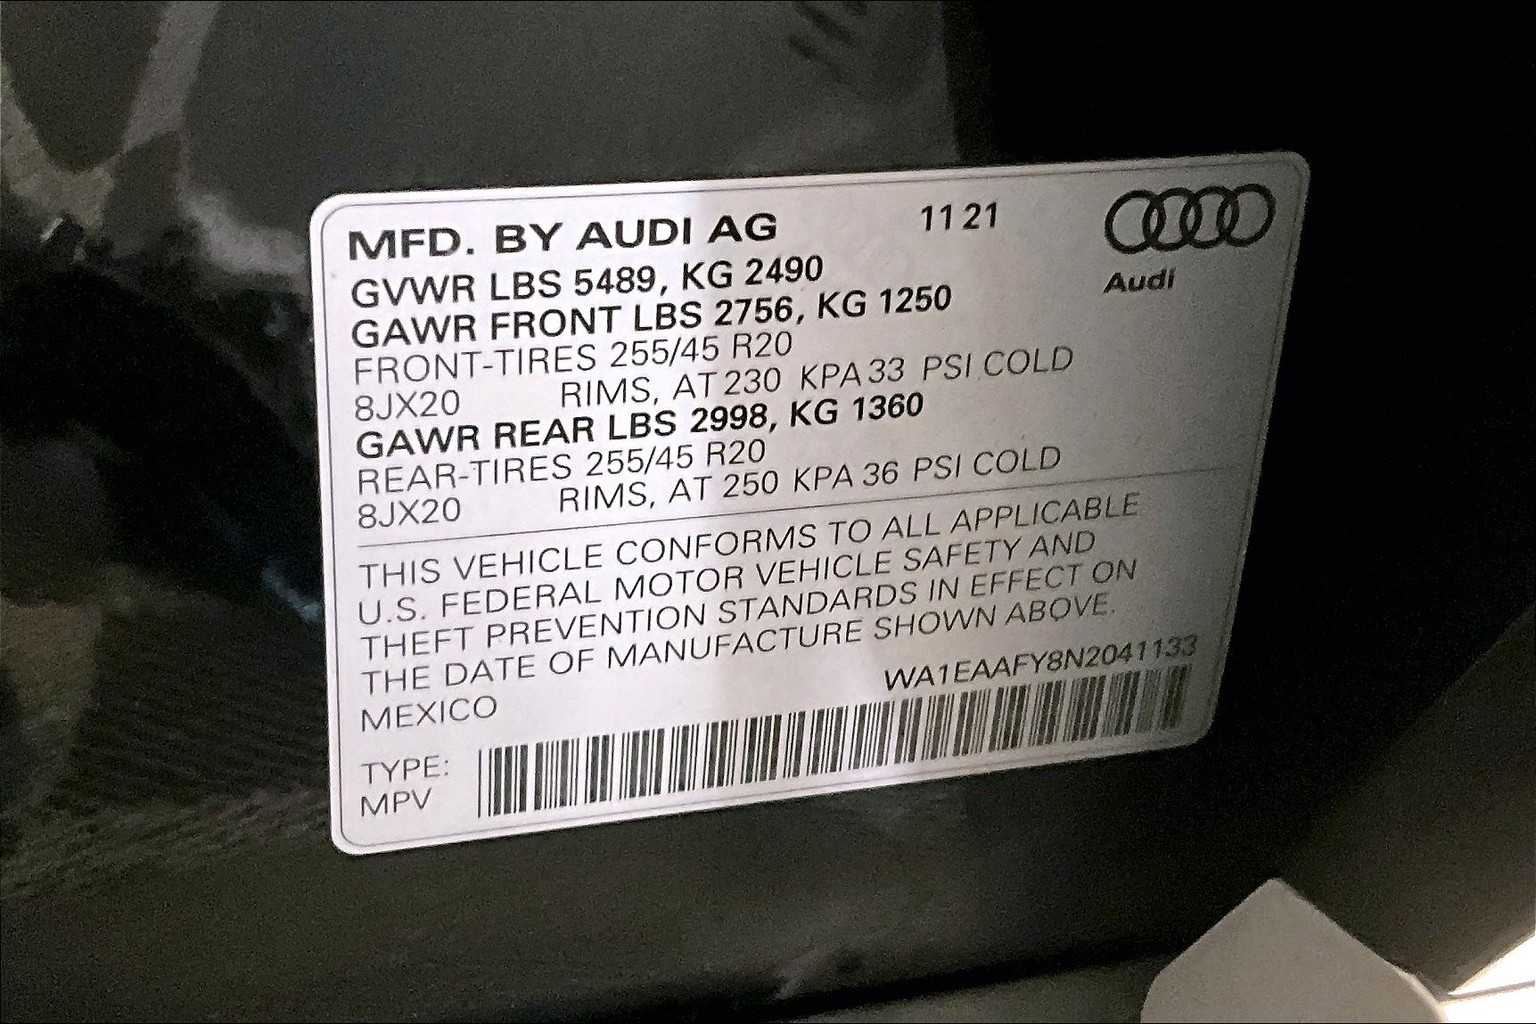 MFD. BY AUDI AG 11 21
Audi
GVWR LBS 5489, KG 2490
GAWR FRONT LBS 2756, KG 1250
FRONT-TIRES 255/45 R20
8JX20 RIMS, AT 230 KPA 33 PSI COLD
GAWR REAR LBS 2998, KG 1360
REAR-TIRES 255/45 R20
8JX20 RIMS, AT 250 KPA 36 PSI COLD
THIS VEHICLE CONFORMS TO ALL APPLICABLE
U.S. FEDERAL MOTOR VEHICLE SAFETY AND
THEFT PREVENTION STANDARDS IN EFFECT ON
THE DATE OF MANUFACTURE SHOWN ABOVE.
MEXICO WA1EAAFY8N2041133
TYPE:
MPV